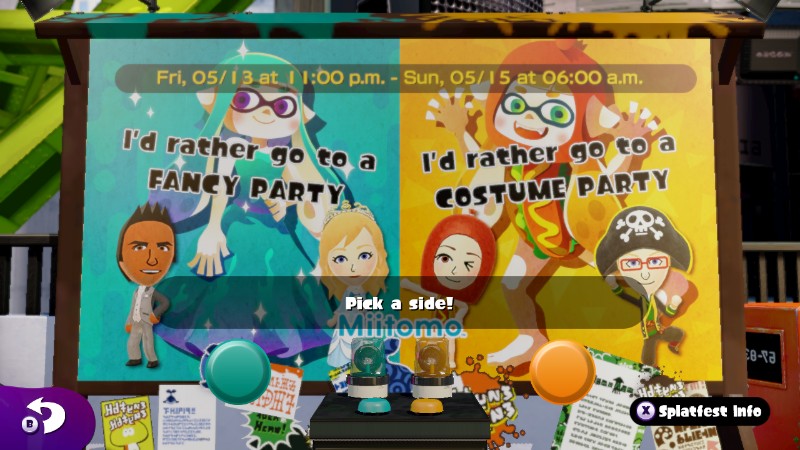 Fri, 05/13 at 11:00 p.m. - Sun, 05/15 at 06:00 a.m.
I'd rather go to a
FANCY PARTY
I'd rather go to a
COSTUME PARTY
Pick a side!
Miitomo
B
X Splatfest Info